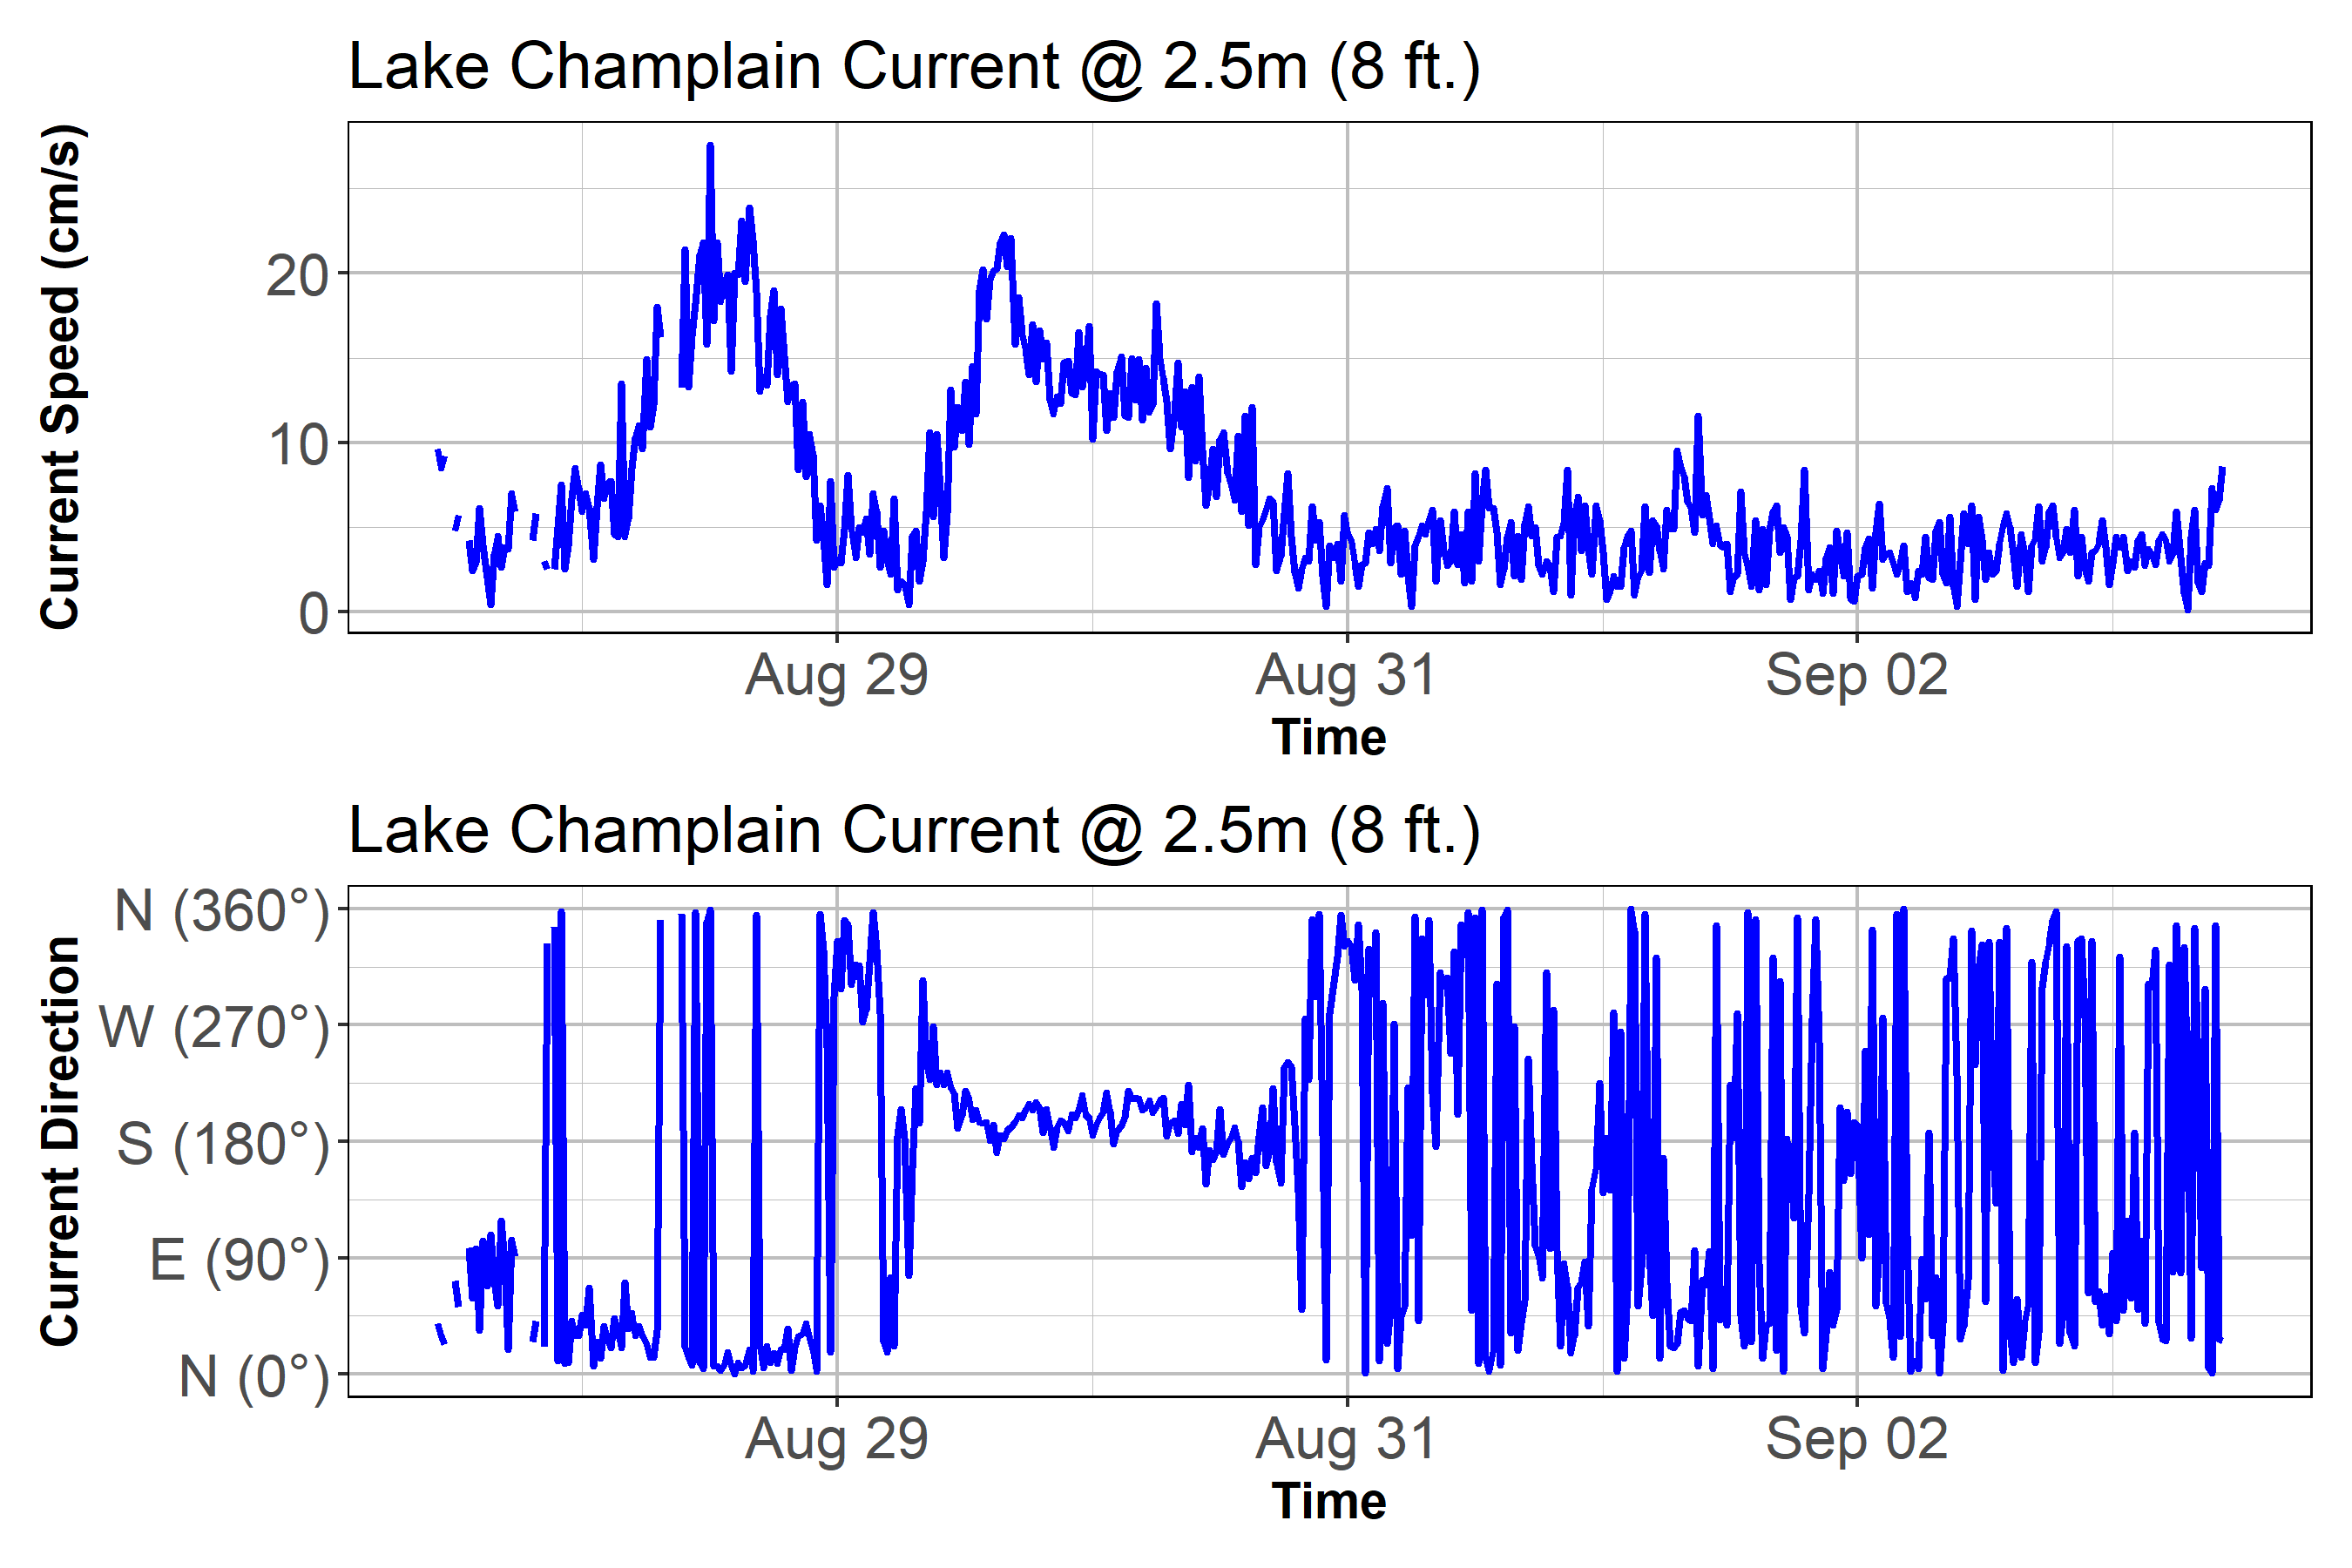 Lake Champlain Current @ 2.5m (8 ft.)
Current Speed (cm/s)
20
10
0
Aug 29 Aug 31 Sep 02
Time
Lake Champlain Current @ 2.5m (8 ft.)
Current Direction
N (360°)
W (270°)
S (180°)
E (90°)
N (0°)
Aug 29 Aug 31 Sep 02
Time